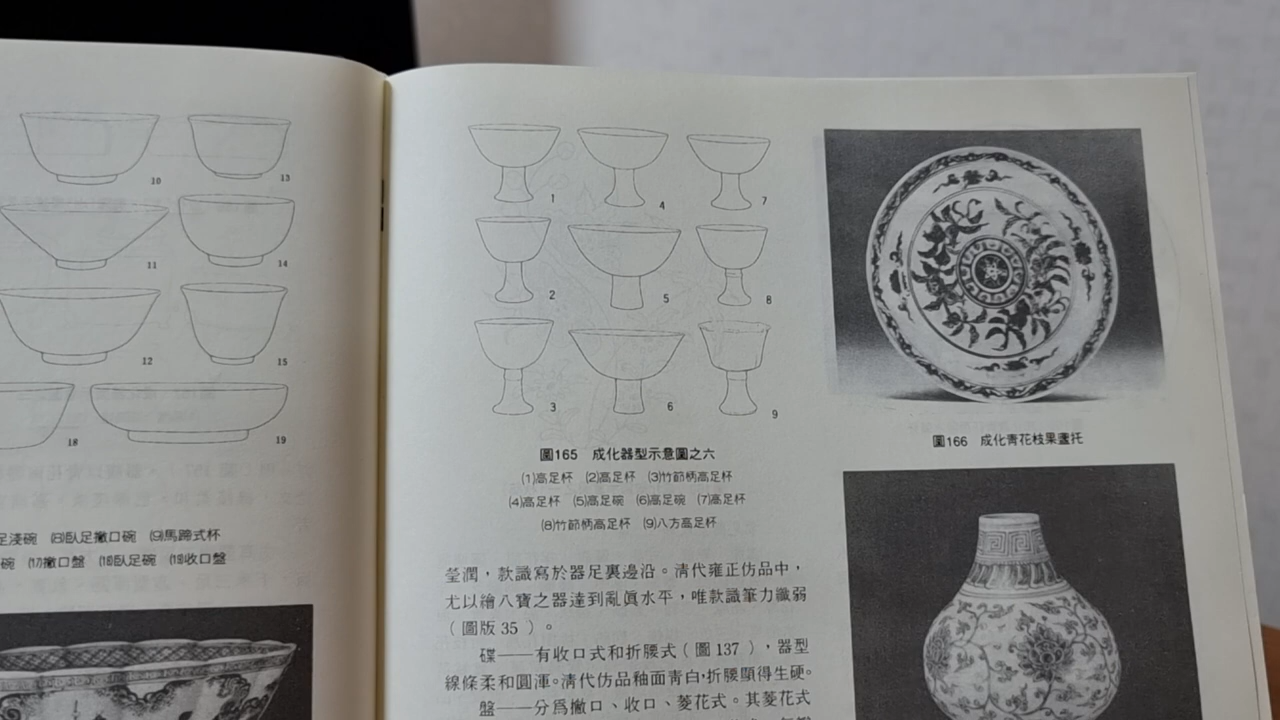 10
13
11
14
12
15
18
19
足淺碗 ⒅臥足撇口碗 ⑼馬蹄式杯
碗 ⒄撇口盤 ⒅臥足碗 ⒆收口盤
1
4
7
2
5
8
3
6
9
圖165 成化器型示意圖之六
⑴高足杯 ⑵高足杯 ⑶竹節柄高足杯
⑷高足杯 ⑸高足碗 ⑹高足碗 ⑺高足杯
⑻竹節柄高足杯 ⑼八方高足杯
瑩潤，款識寫於器足裏邊沿。清代雍正仿品中，
尤以繪八寶之器達到亂眞水平，唯款識筆力纖弱
（圖版 35 ）。
碟——有收口式和折腰式（圖 137 ），器型
線條柔和圓渾。清代仿品釉面靑白，折腰顯得生硬。
盤——分爲撇口、收口、菱花式。其菱花式
圖166 成化青花枝果盞托